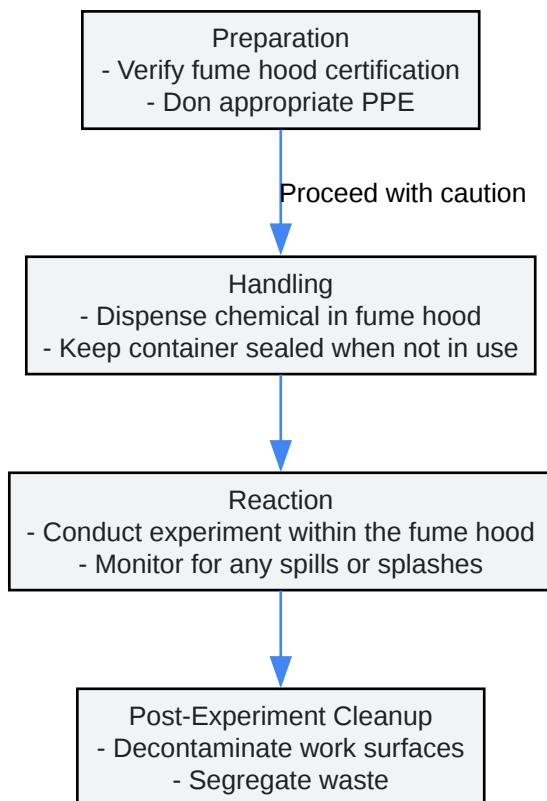 Preparation
- Verify fume hood certification
- Don appropriate PPE
Proceed with caution
Handling
- Dispense chemical in fume hood
- Keep container sealed when not in use
Reaction
- Conduct experiment within the fume hood
- Monitor for any spills or splashes
Post-Experiment Cleanup
- Decontaminate work surfaces
- Segregate waste